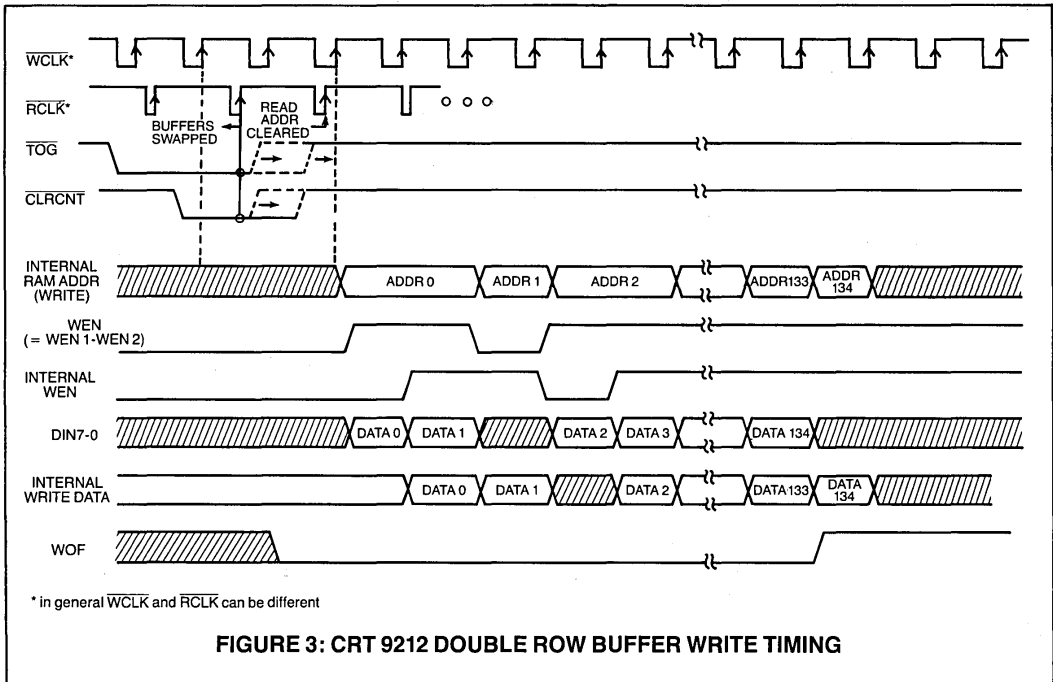 WCLK*
RCLK*
BUFFERS
SWAPPED
READ
ADDR
CLEARED
TOG
CLRCNT
INTERNAL
RAM ADDR
(WRITE)
ADDR 0
ADDR 1
ADDR 2
ADDR133
ADDR
134
WEN
(= WEN 1-WEN 2)
INTERNAL
WEN
DIN7-0
DATA 0
DATA 1
DATA 2
DATA 3
DATA 134
INTERNAL
WRITE DATA
DATA 0
DATA 1
DATA 2
DATA 133
DATA
134
WOF
* in general WCLK and RCLK can be different
FIGURE 3: CRT 9212 DOUBLE ROW BUFFER WRITE TIMING